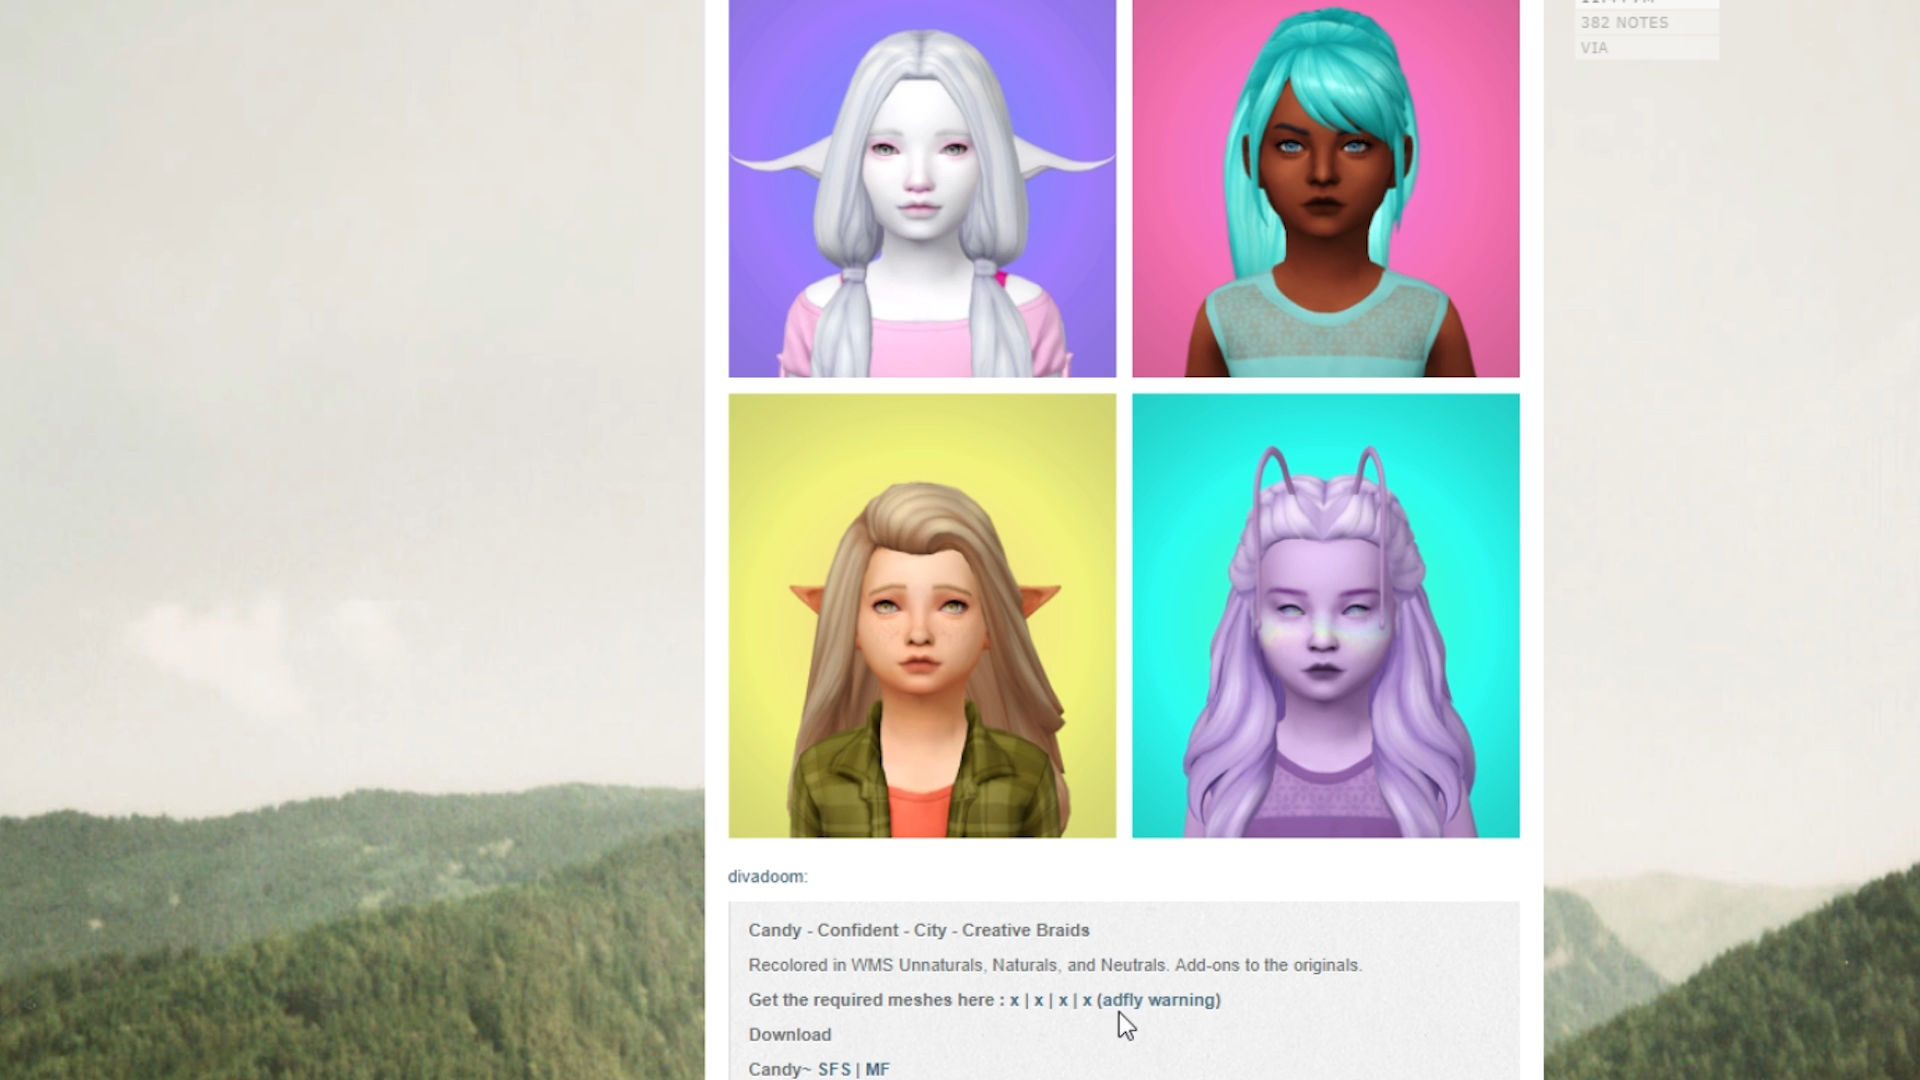 382 NOTES
VIA
divadoom:
Candy - Confident - City - Creative Braids
Recolored in WMS Unnaturals, Naturals, and Neutrals. Add-ons to the originals.
Get the required meshes here : x | x | x | x (adfly warning)
Download
Candy~ SFS | MF